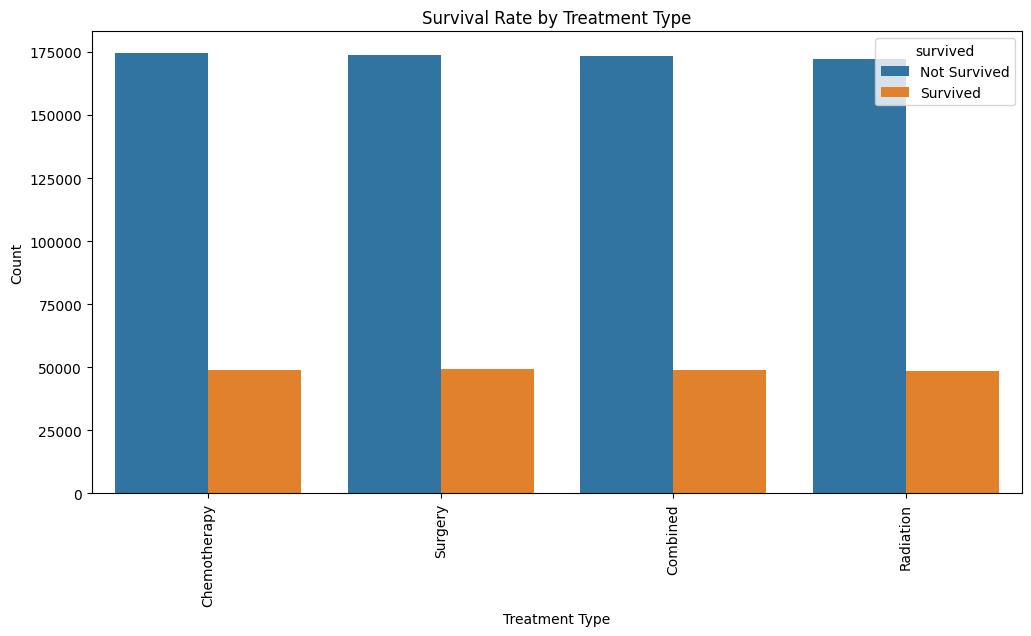 Survival Rate by Treatment Type
survived
Not Survived
Survived
Count
175000
150000
125000
100000
75000
50000
25000
0
Chemotherapy
Surgery
Combined
Radiation
Treatment Type